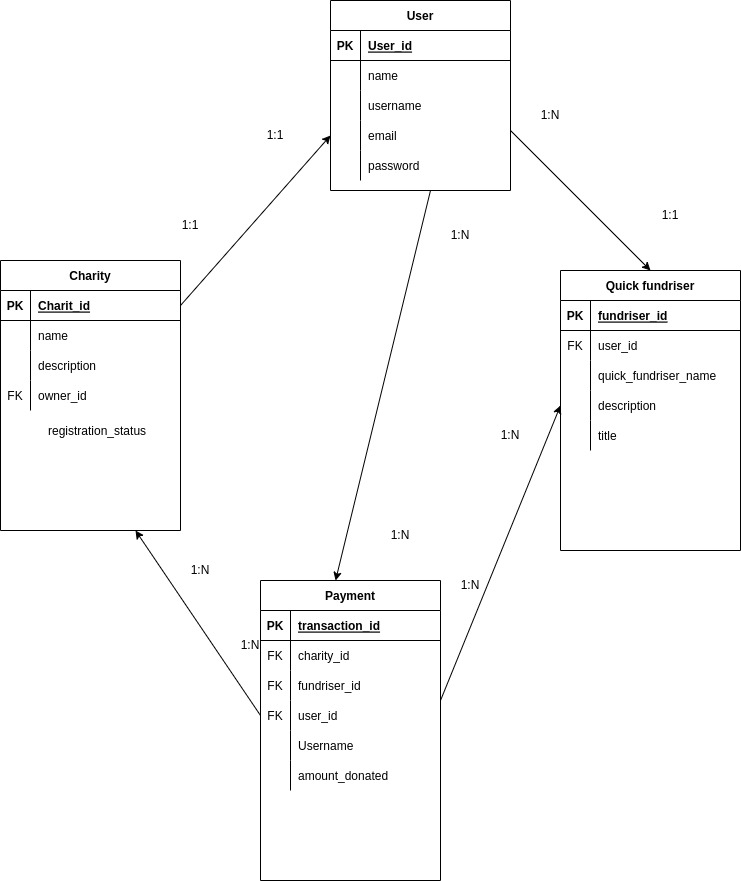 User
PK User_id
name
username
email
password
1:1
1:1
1:N
1:1
1:N
Charity
PK Charit_id
name
description
FK owner_id
registration_status
Quick fundriser
PK fundriser_id
FK user_id
quick_fundriser_name
description
title
1:N
1:N
1:N
1:N
1:N
Payment
PK transaction_id
FK charity_id
FK fundriser_id
FK user_id
Username
amount_donated